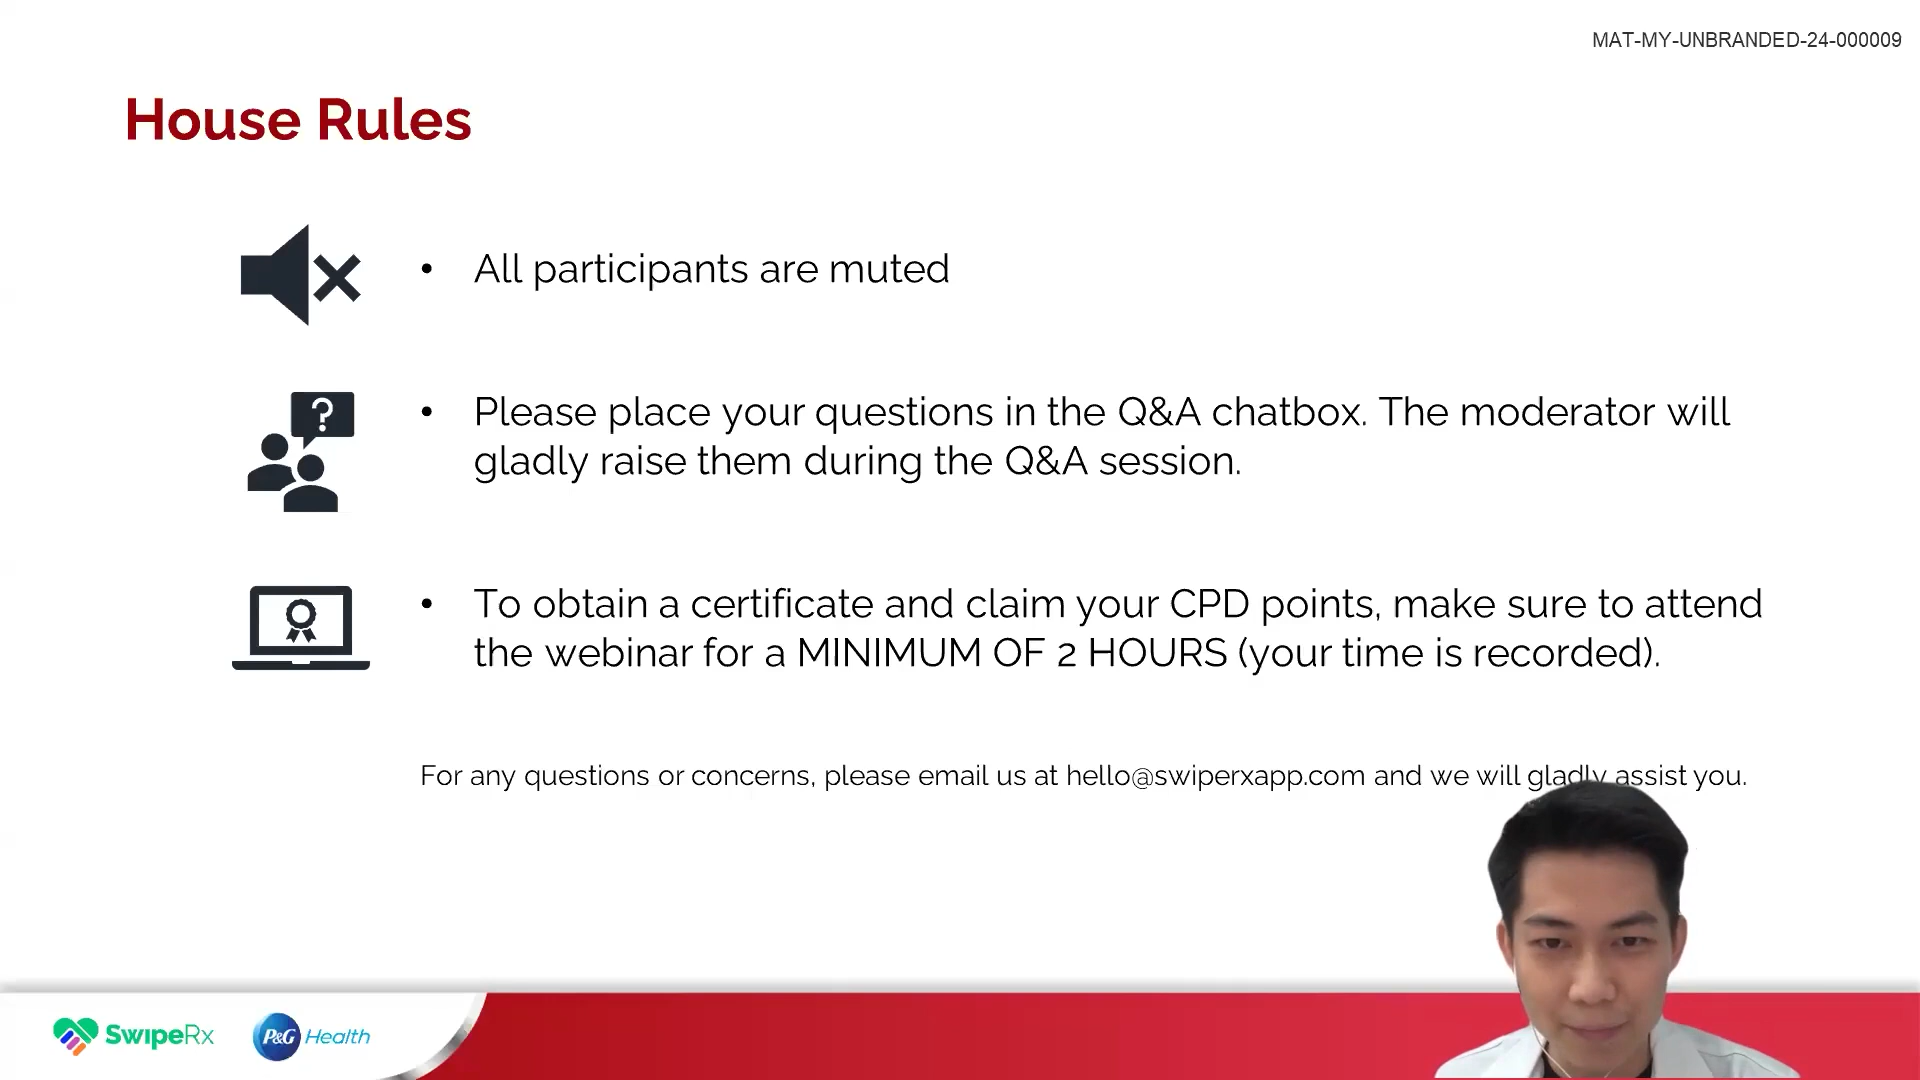 MAT-MY-UNBRANDED-24-000009
House Rules
• All participants are muted
?
• Please place your questions in the Q&A chatbox. The moderator will
gladly raise them during the Q&A session.
• To obtain a certificate and claim your CPD points, make sure to attend
the webinar for a MINIMUM OF 2 HOURS (your time is recorded).
For any questions or concerns, please email us at hello@swiperxapp.com and we will gladly assist you.
SwipeRx
P&G Health